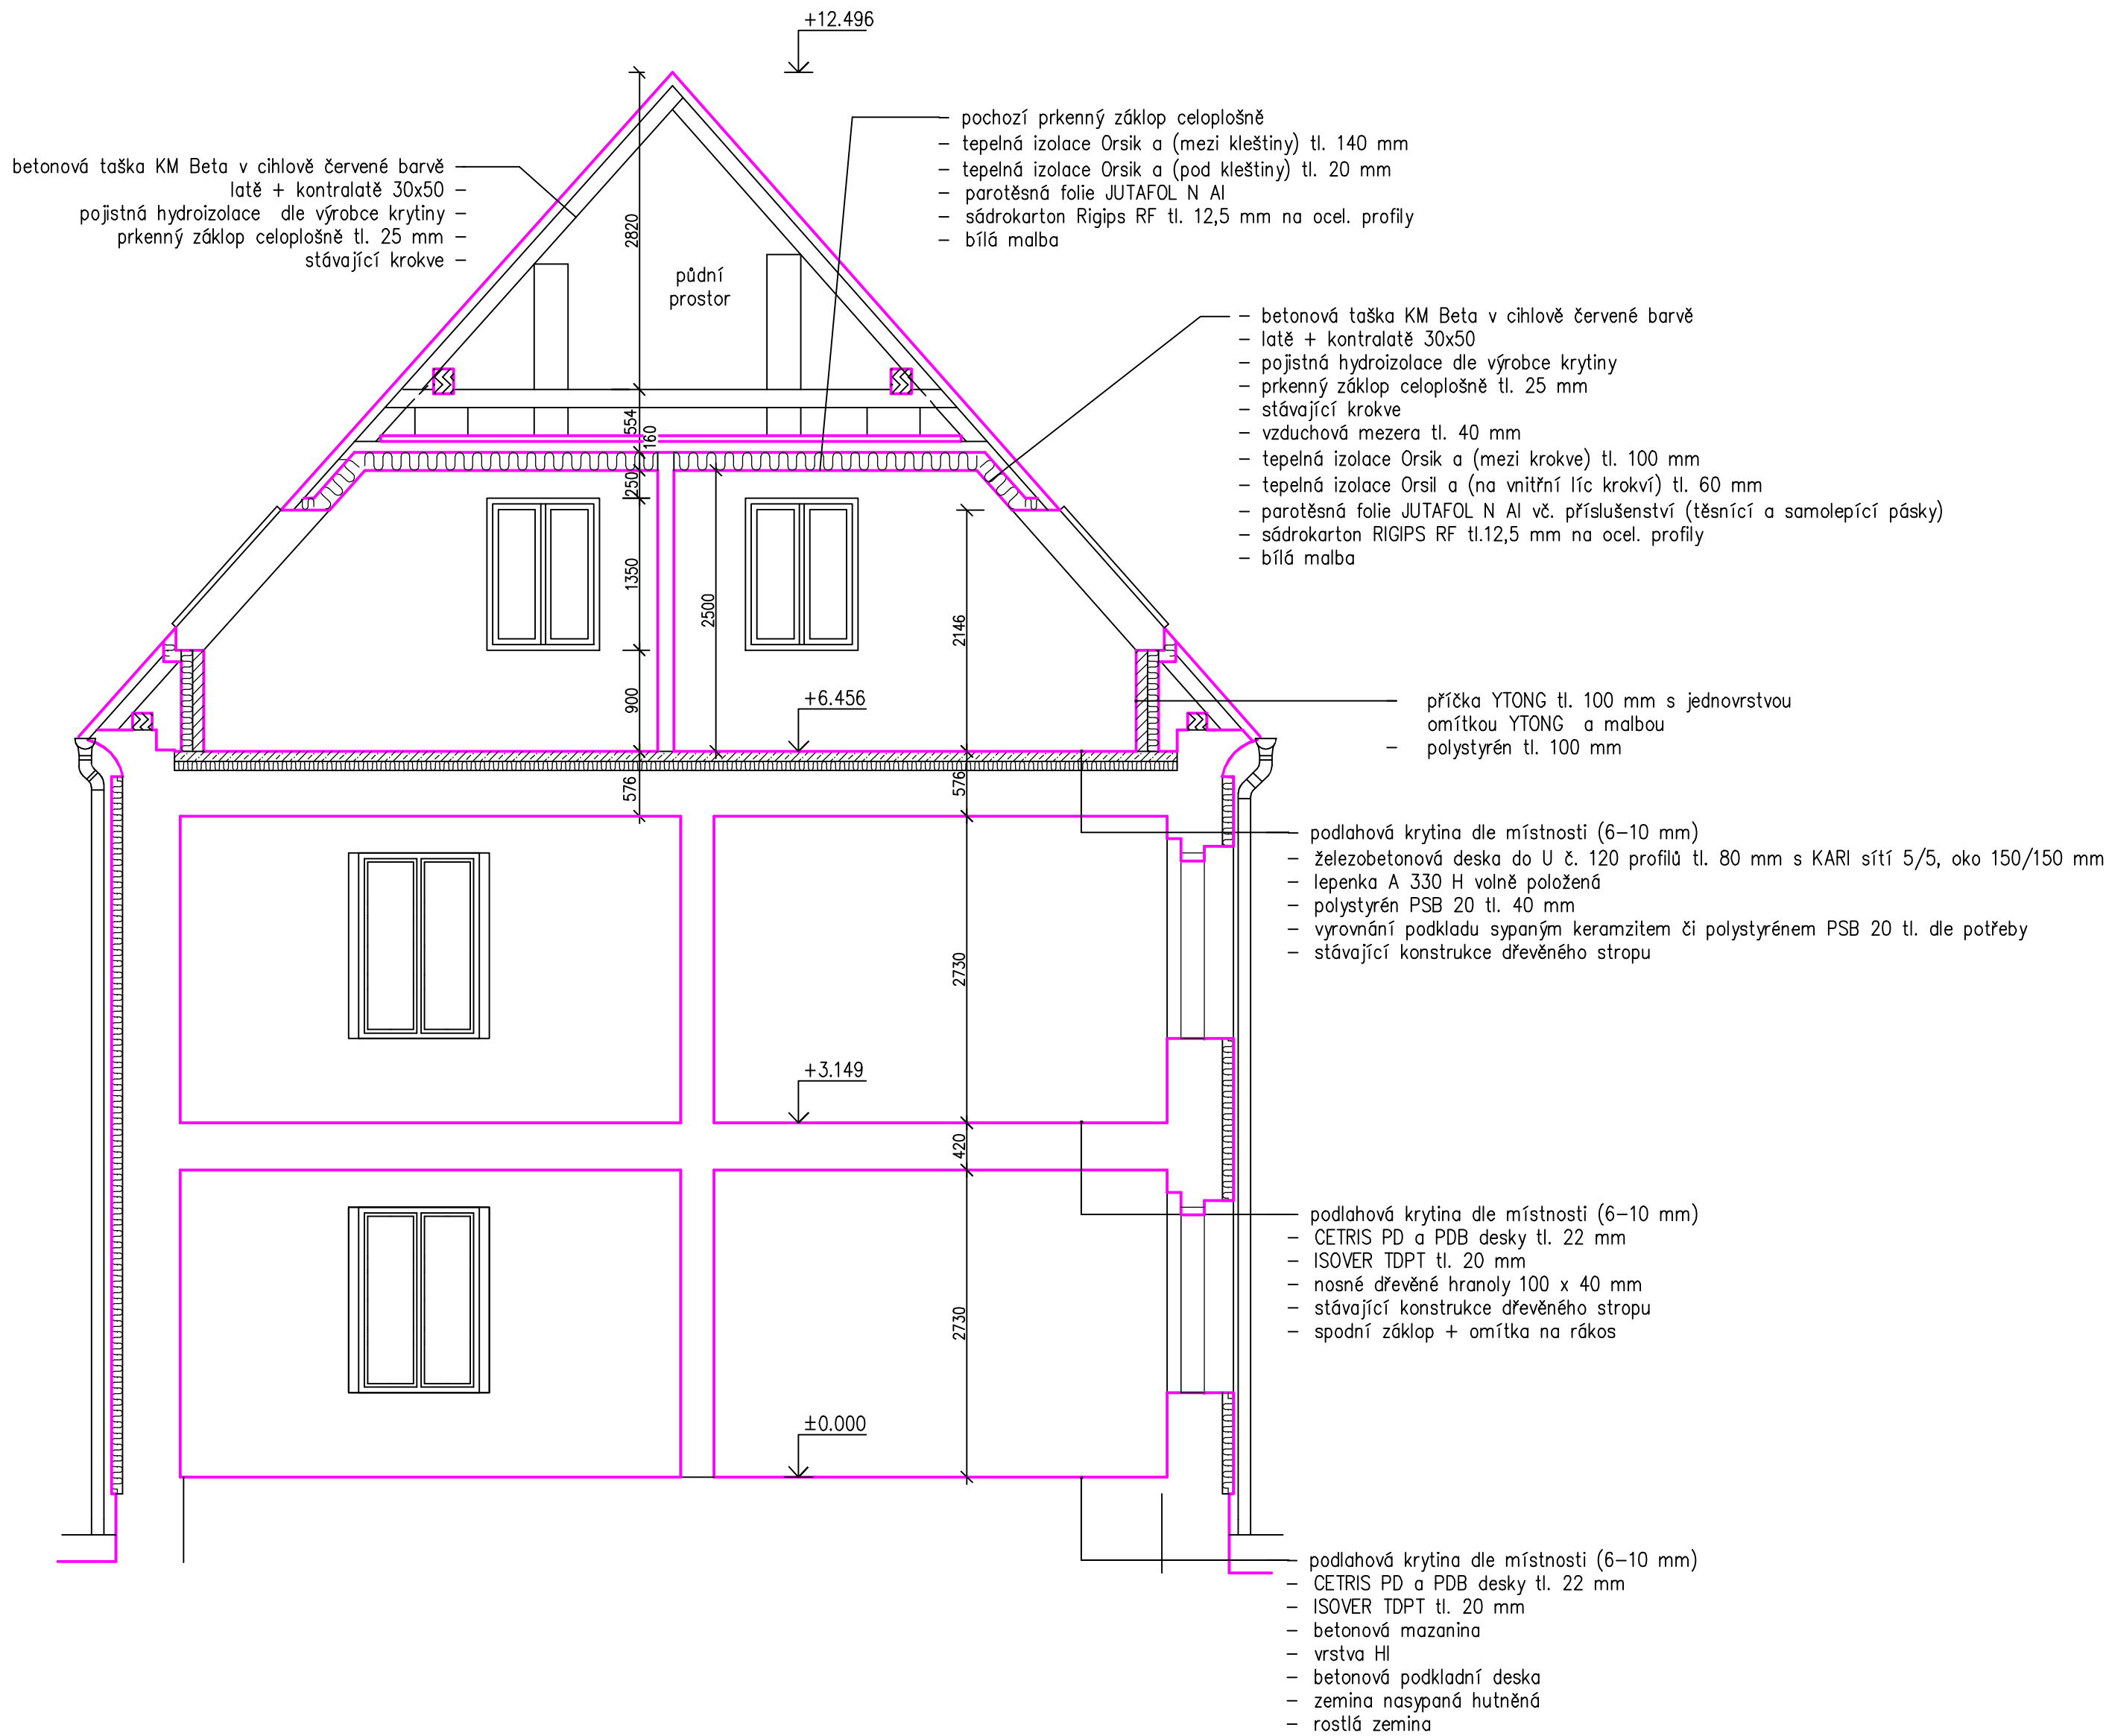 +12.496
betonová taška KM Beta v cihlově červené barvě –
latě + kontralatě 30x50 –
pojistná hydroizolace  dle výrobce krytiny –
prkenný záklop celoplošně tl. 25 mm –
stávající krokve –
– pochozí prkenný záklop celoplošně
– tepelná izolace Orsik a (mezi kleštiny) tl. 140 mm
– tepelná izolace Orsik a (pod kleštiny) tl. 20 mm
– parotěsná folie JUTAFOL N Al
– sádrokarton Rigips RF tl. 12,5 mm na ocel. profily
– bílá malba
2820
půdní
prostor
– betonová taška KM Beta v cihlově červené barvě
– latě + kontralatě 30x50
– pojistná hydroizolace dle výrobce krytiny
– prkenný záklop celoplošně tl. 25 mm
– stávající krokve
– vzduchová mezera tl. 40 mm
– tepelná izolace Orsik a (mezi krokve) tl. 100 mm
– tepelná izolace Orsil a (na vnitřní líc krokví) tl. 60 mm
– parotěsná folie JUTAFOL N Al vč. příslušenství (těsnící a samolepící pásky)
– sádrokarton RIGIPS RF tl.12,5 mm na ocel. profily
– bílá malba
554
160
250
1350
2500
2146
900
+6.456
– příčka YTONG tl. 100 mm s jednovrstvou
omítkou YTONG  a malbou
– polystyrén tl. 100 mm
576
576
– podlahová krytina dle místnosti (6–10 mm)
– železobetonová deska do U č. 120 profilů tl. 80 mm s KARI sítí 5/5, oko 150/150 mm
– lepenka A 330 H volně položená
– polystyrén PSB 20 tl. 40 mm
– vyrovnání podkladu sypaným keramzitem či polystyrénem PSB 20 tl. dle potřeby
– stávající konstrukce dřevěného stropu
2730
+3.149
420
– podlahová krytina dle místnosti (6–10 mm)
– CETRIS PD a PDB desky tl. 22 mm
– ISOVER TDPT tl. 20 mm
– nosné dřevěné hranoly 100 x 40 mm
– stávající konstrukce dřevěného stropu
– spodní záklop + omítka na rákos
2730
±0.000
– podlahová krytina dle místnosti (6–10 mm)
– CETRIS PD a PDB desky tl. 22 mm
– ISOVER TDPT tl. 20 mm
– betonová mazanina
– vrstva HI
– betonová podkladní deska
– zemina nasypaná hutněná
– rostlá zemina